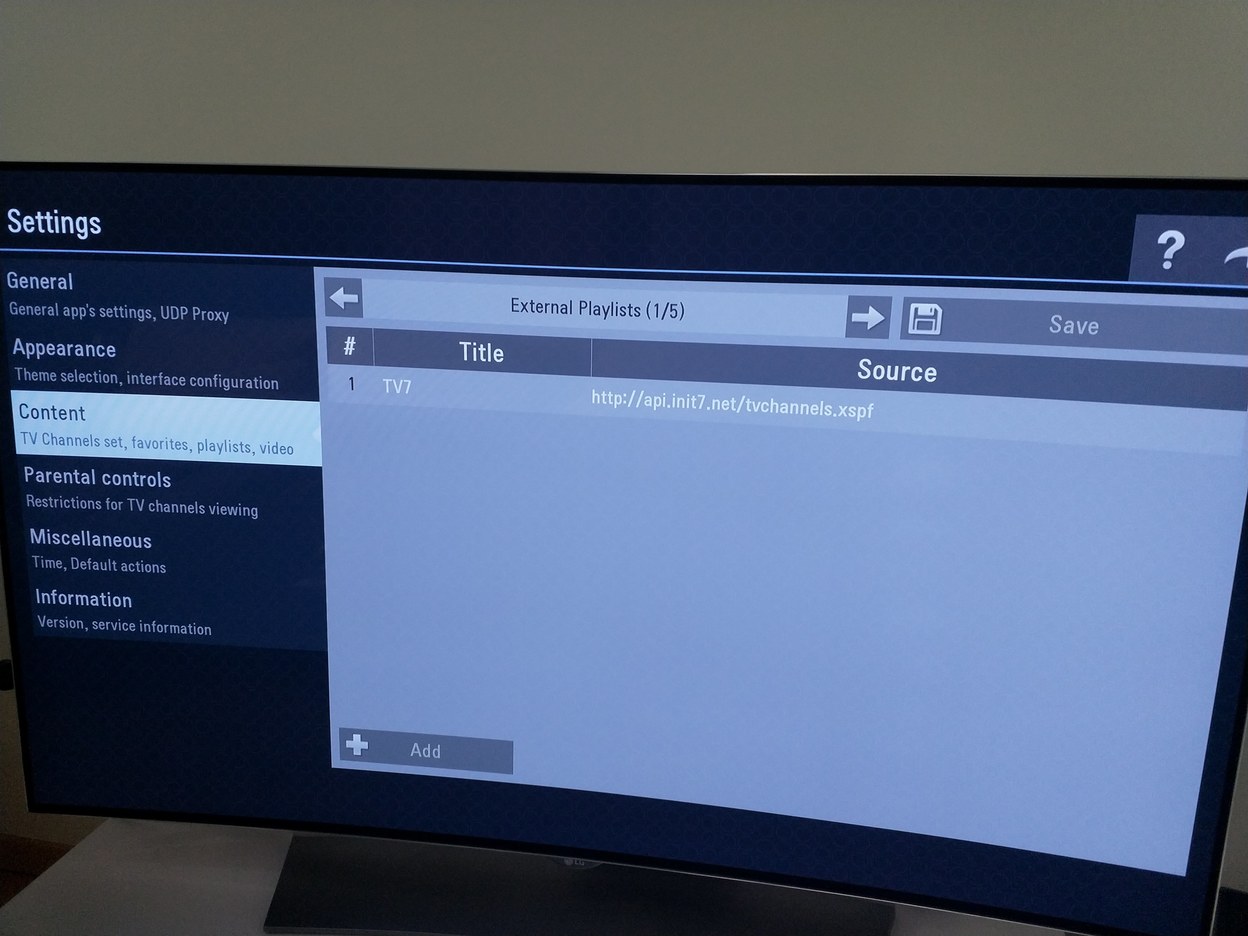 Settings
?
General
General app's settings, UDP Proxy
Appearance
Theme selection, interface configuration
Content
TV Channels set, favorites, playlists, video
Parental controls
Restrictions for TV channels viewing
Miscellaneous
Time, Default actions
Information
Version, service information
External Playlists (1/5)
Save
# Title Source
1 TV7 http://api.init7.net/tvchannels.xspf
Add
LG